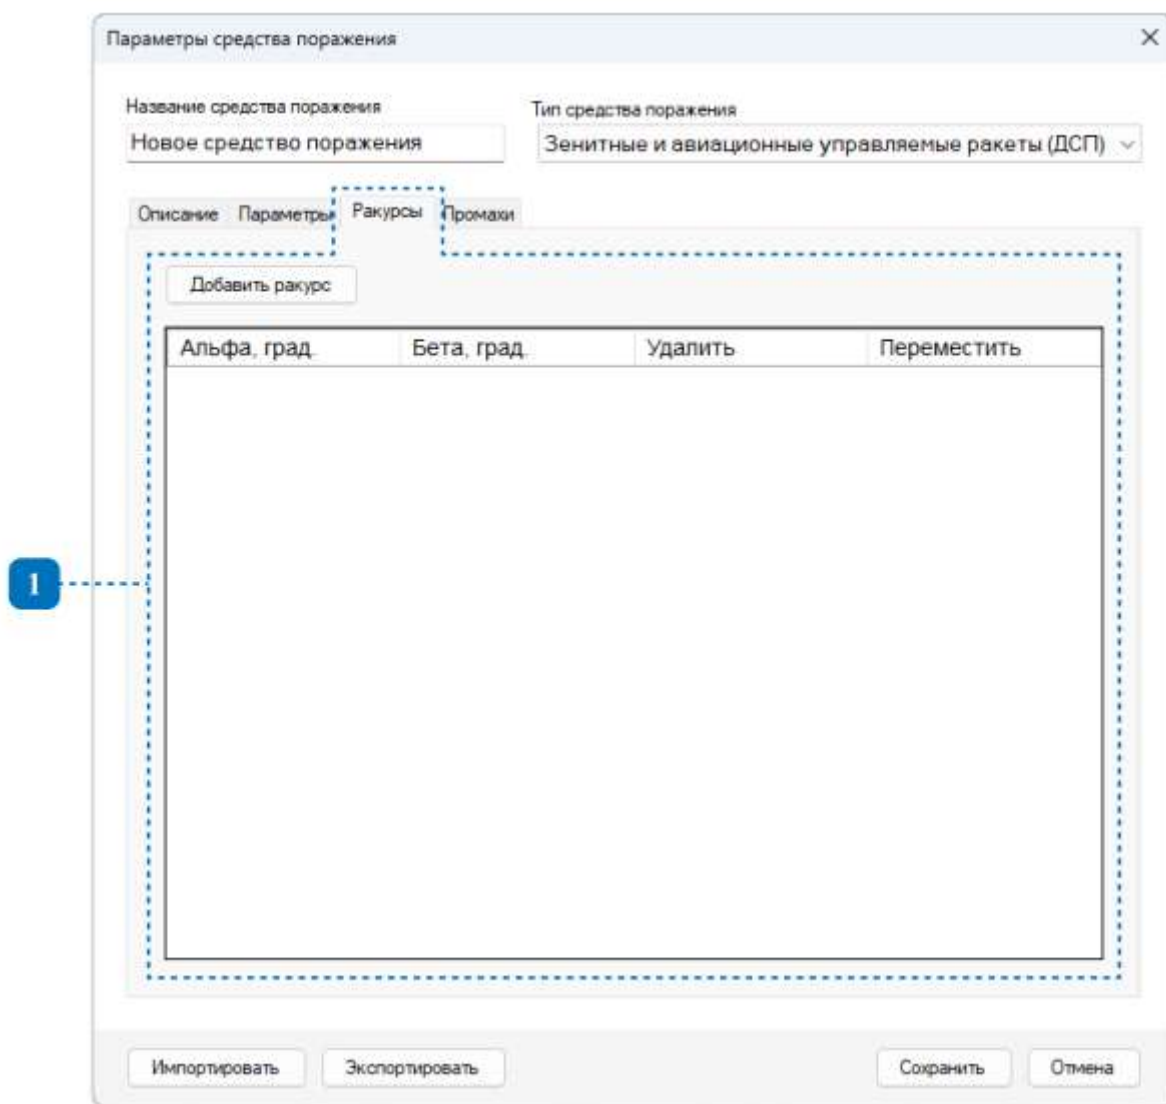 Параметры средства поражения
Название средства поражения
Тип средства поражения
Новое средство поражения
Зенитные и авиационные управляемые ракеты (ДСП)
Описание Параметры Ракурсы Промахи
Добавить ракурс
Альфа, град. Бета, град. Удалить Переместить
1
Импортировать Экспортировать Сохранить Отмена